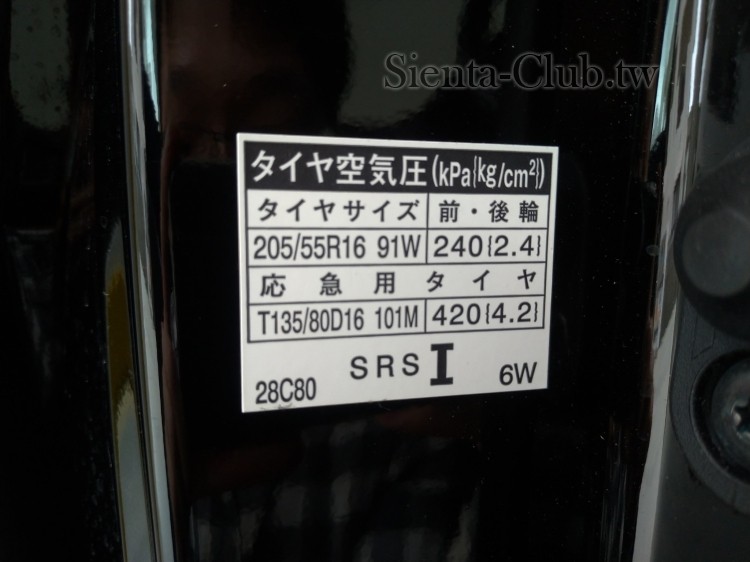 Sienta-Club.tw
タイヤ空気圧(kPa{kg/cm²})
タイヤサイズ 前・後輪
205/55R16 91W 240{2.4}
応急用タイヤ
T135/80D16 101M 420{4.2}
SRS I
28C80 6W